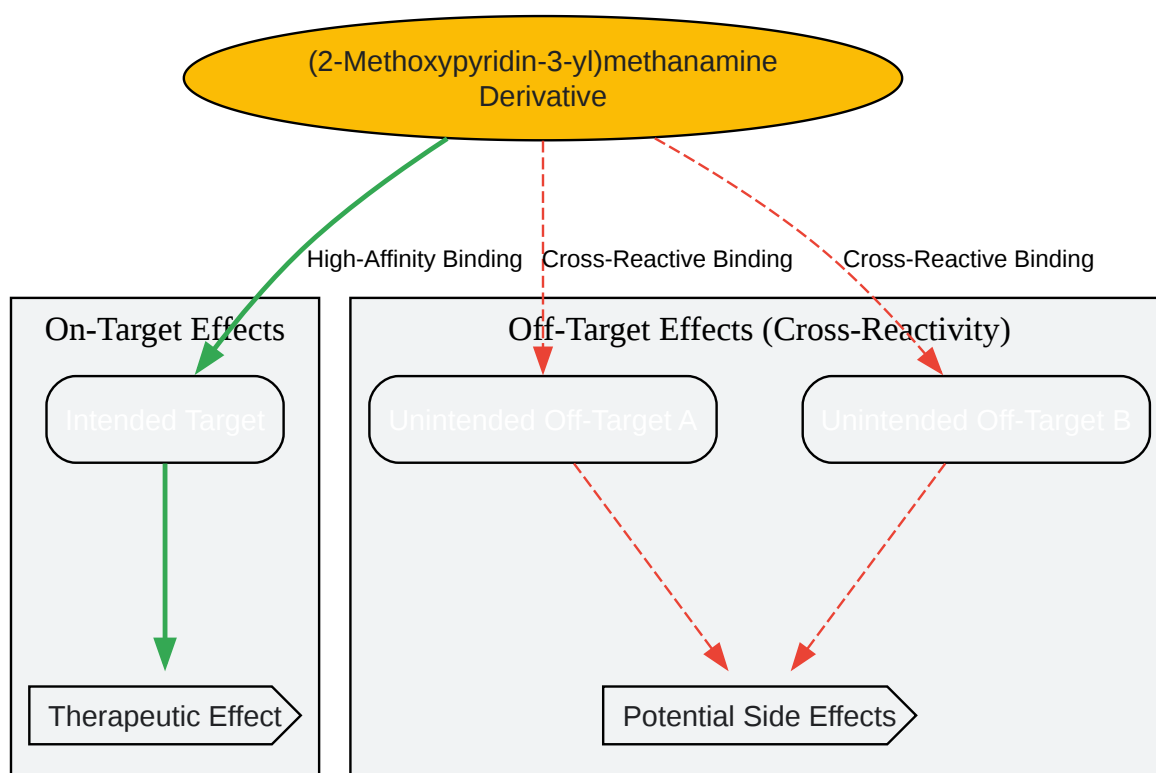 (2-Methoxypyridin-3-yl)methanamine
Derivative
High-Affinity Binding
Cross-Reactive Binding
Cross-Reactive Binding
On-Target Effects
Off-Target Effects (Cross-Reactivity)
Intended Target
Unintended Off-Target A
Unintended Off-Target B
Therapeutic Effect
Potential Side Effects